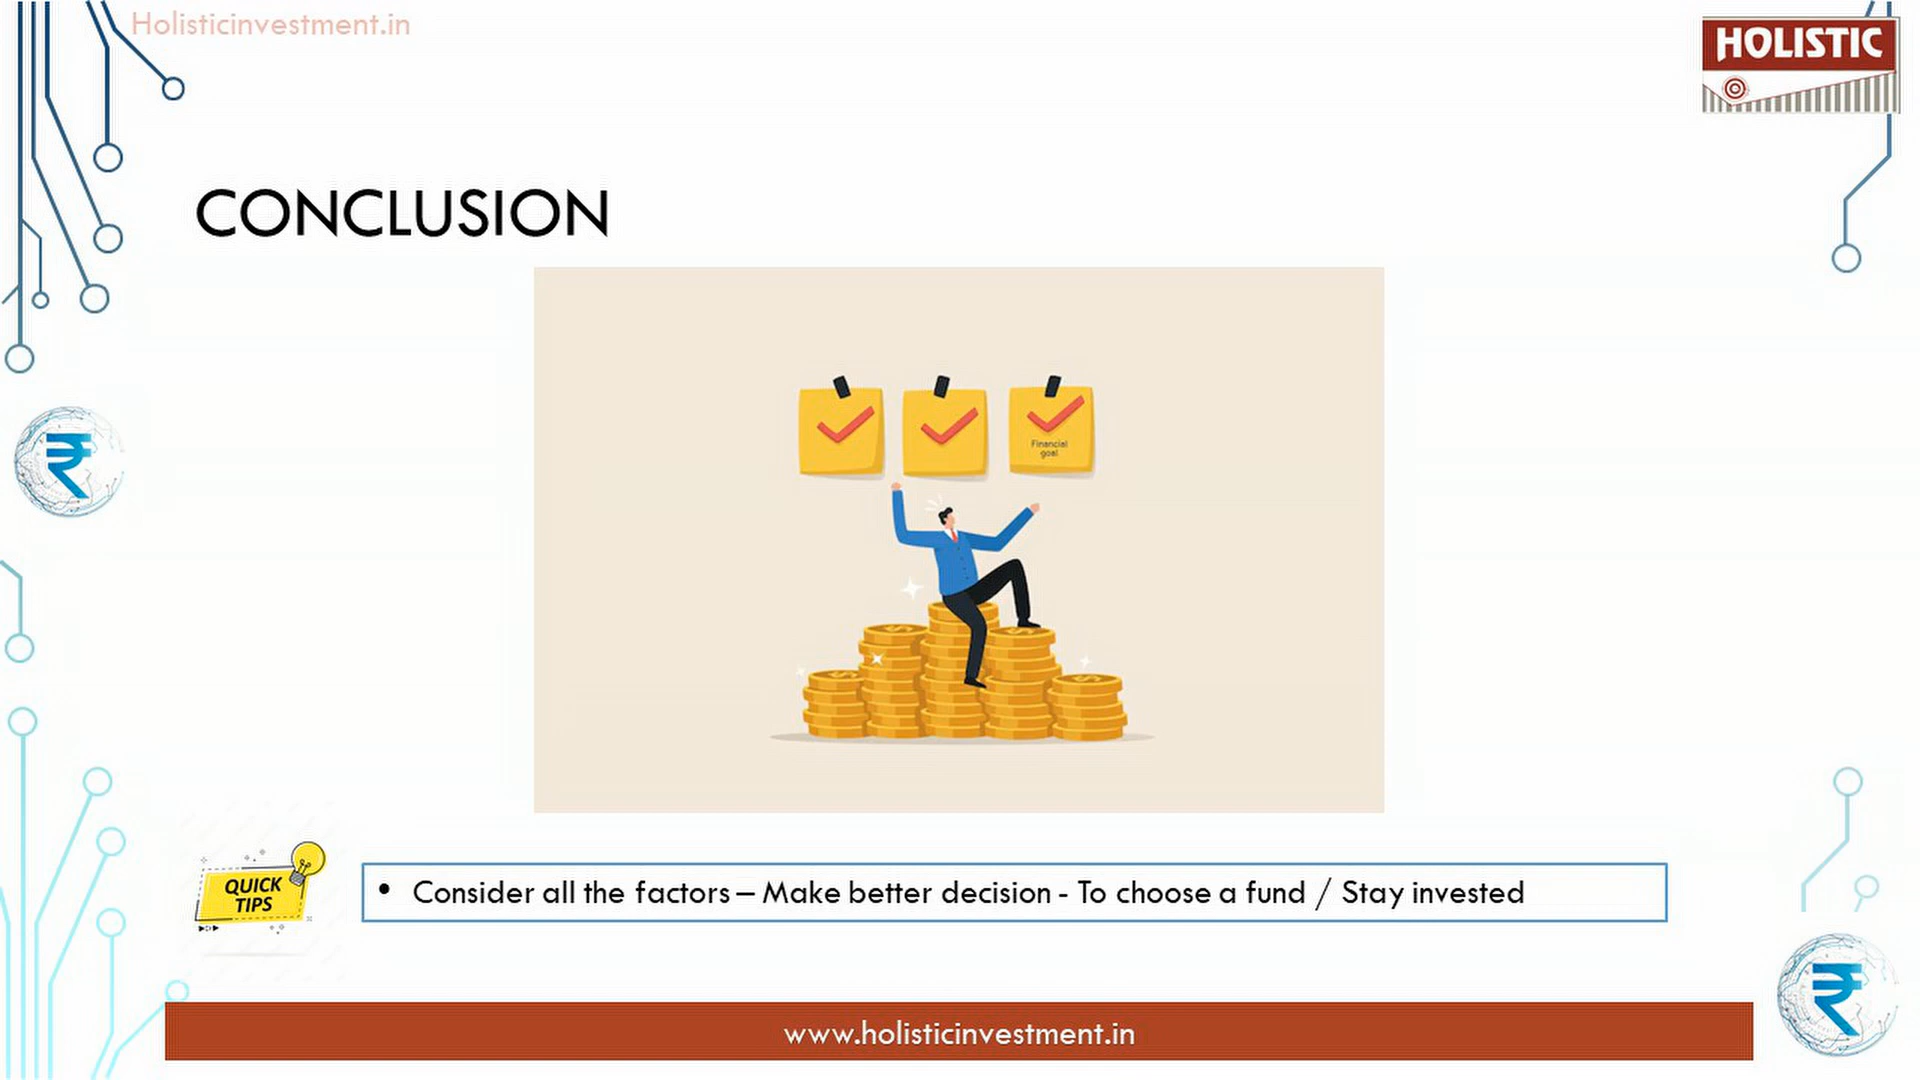 Holisticinvestment.in
HOLISTIC
CONCLUSION
Financial
goal
QUICK
TIPS
• Consider all the factors – Make better decision - To choose a fund / Stay invested
www.holisticinvestment.in